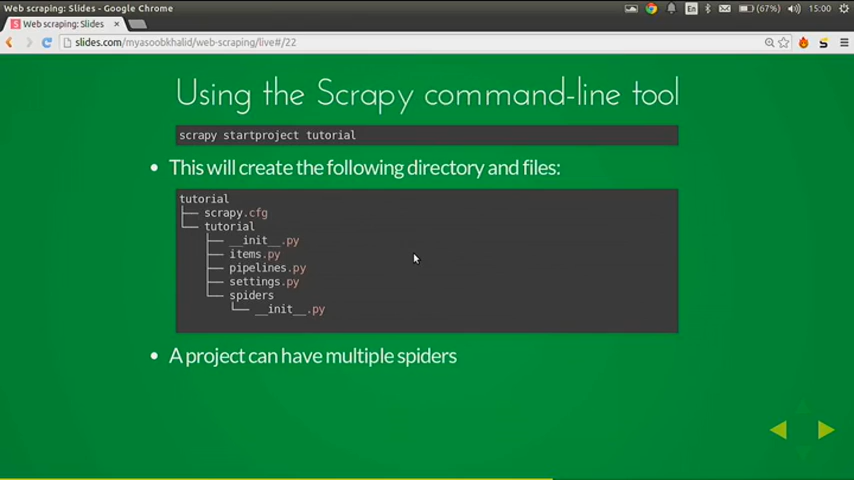 Web scraping: Slides - Google Chrome
En
(67%)
15:00
Web scraping: Slides
slides.com/myasoobkhalid/web-scraping/live#/22
Using the Scrapy command-line tool
scrapy startproject tutorial
• This will create the following directory and files:
tutorial
├── scrapy.cfg
└── tutorial
    ├── __init__.py
    ├── items.py
    ├── pipelines.py
    ├── settings.py
    └── spiders
        └── __init__.py
• A project can have multiple spiders